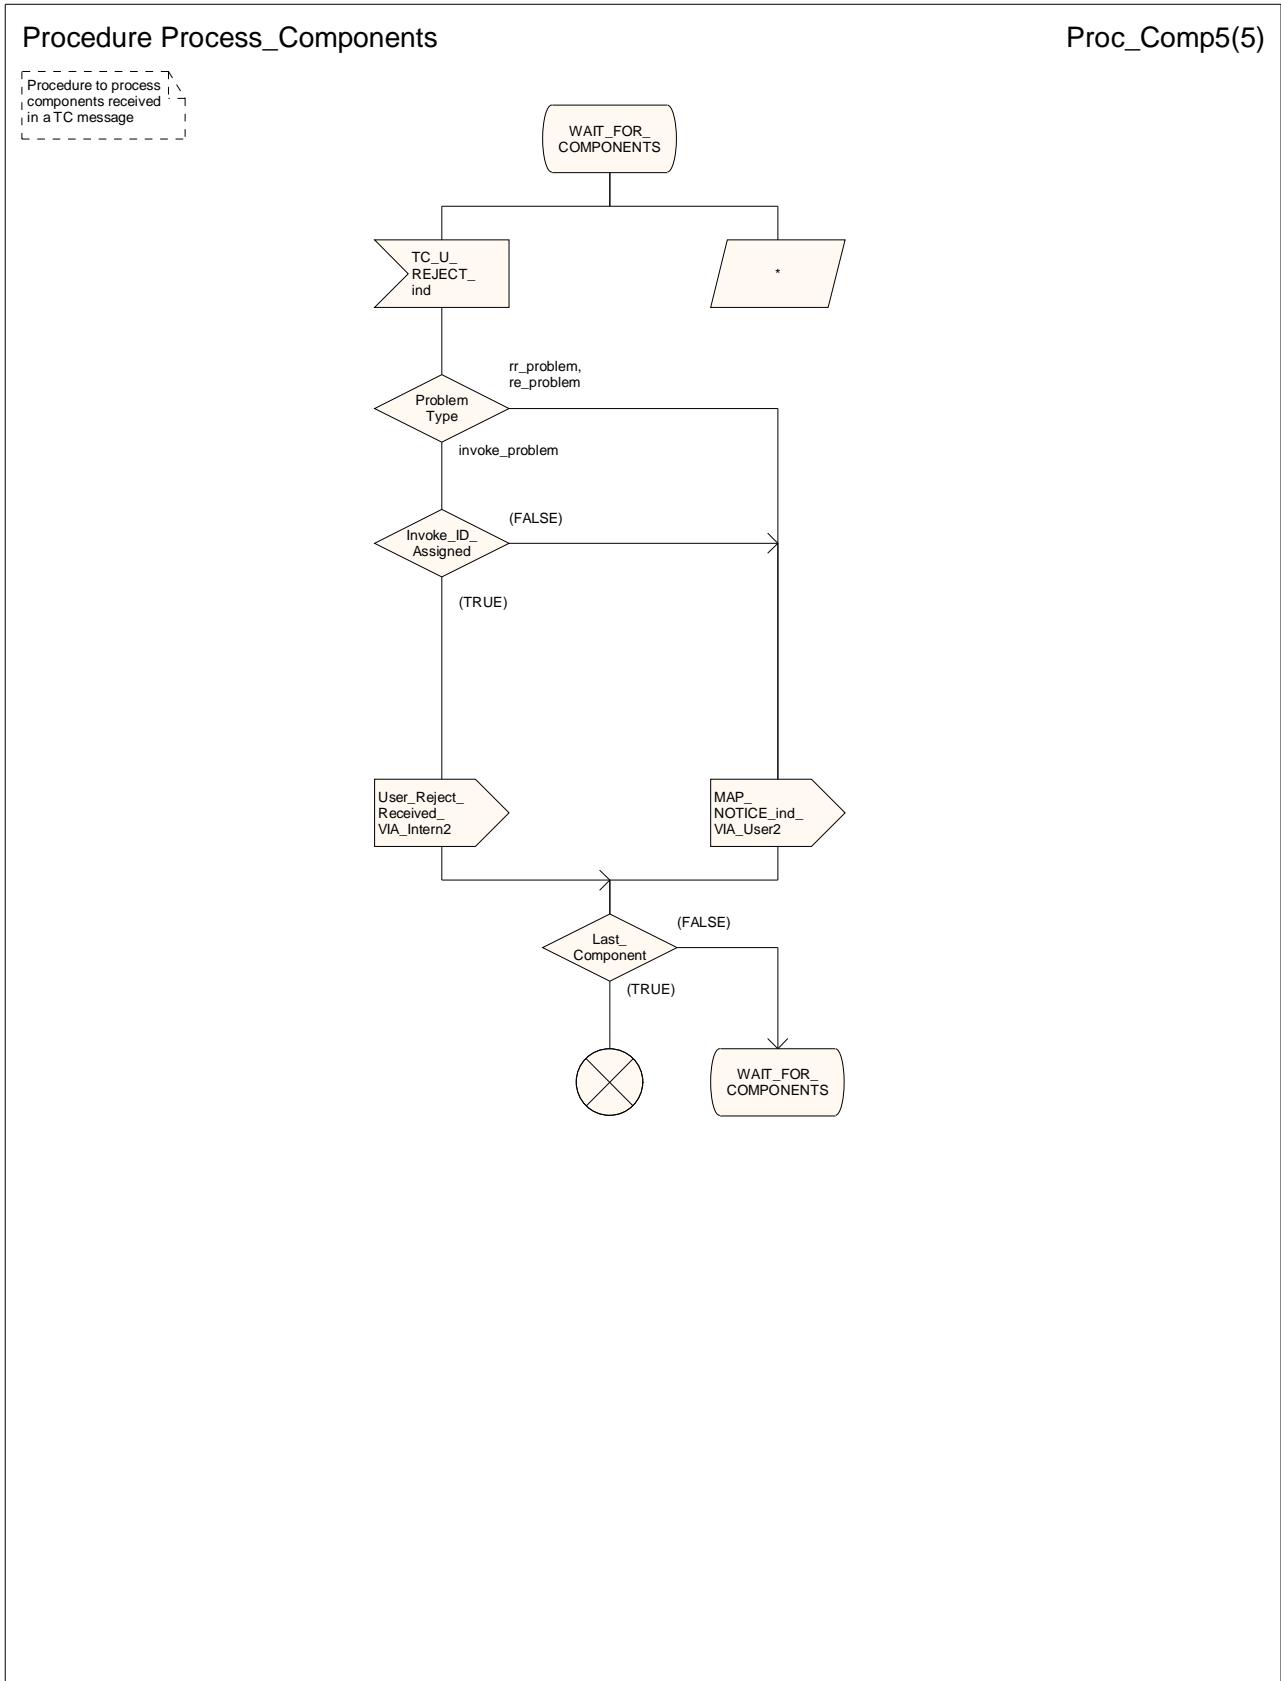 Procedure Process_Components
Proc_Comp5(5)
Procedure to process
components received
in a TC message
WAIT_FOR_
COMPONENTS
TC_U_
REJECT_
ind
*
rr_problem,
re_problem
Problem
Type
invoke_problem
(FALSE)
Invoke_ID_
Assigned
(TRUE)
User_Reject_
Received_
VIA_Intern2
MAP_
NOTICE_ind_
VIA_User2
(FALSE)
Last_
Component
(TRUE)
WAIT_FOR_
COMPONENTS